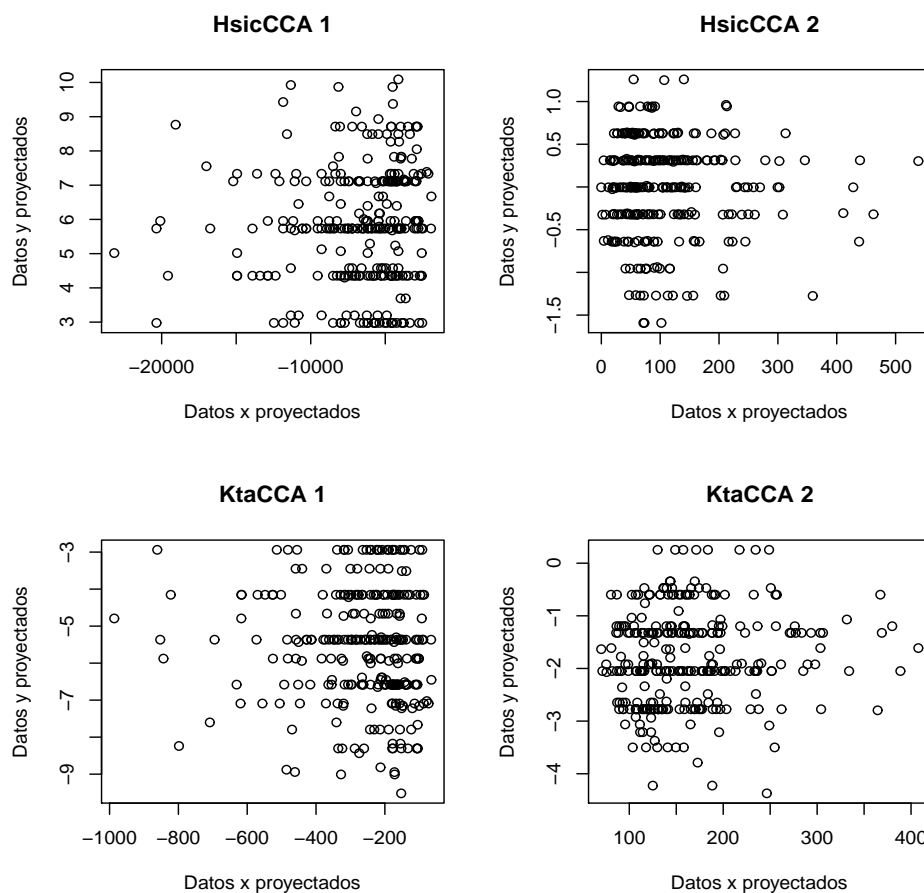 HsicCCA 1
HsicCCA 2
Datos y proyectados
3 4 5 6 7 8 9 10
−20000 −10000
Datos x proyectados
Datos y proyectados
−1.5 −0.5 0.5 1.0
0 100 200 300 400 500
Datos x proyectados
KtaCCA 1
KtaCCA 2
Datos y proyectados
−9 −7 −5 −3
−1000 −800 −600 −400 −200 0
Datos x proyectados
Datos y proyectados
−4 −3 −2 −1 0
100 200 300 400
Datos x proyectados